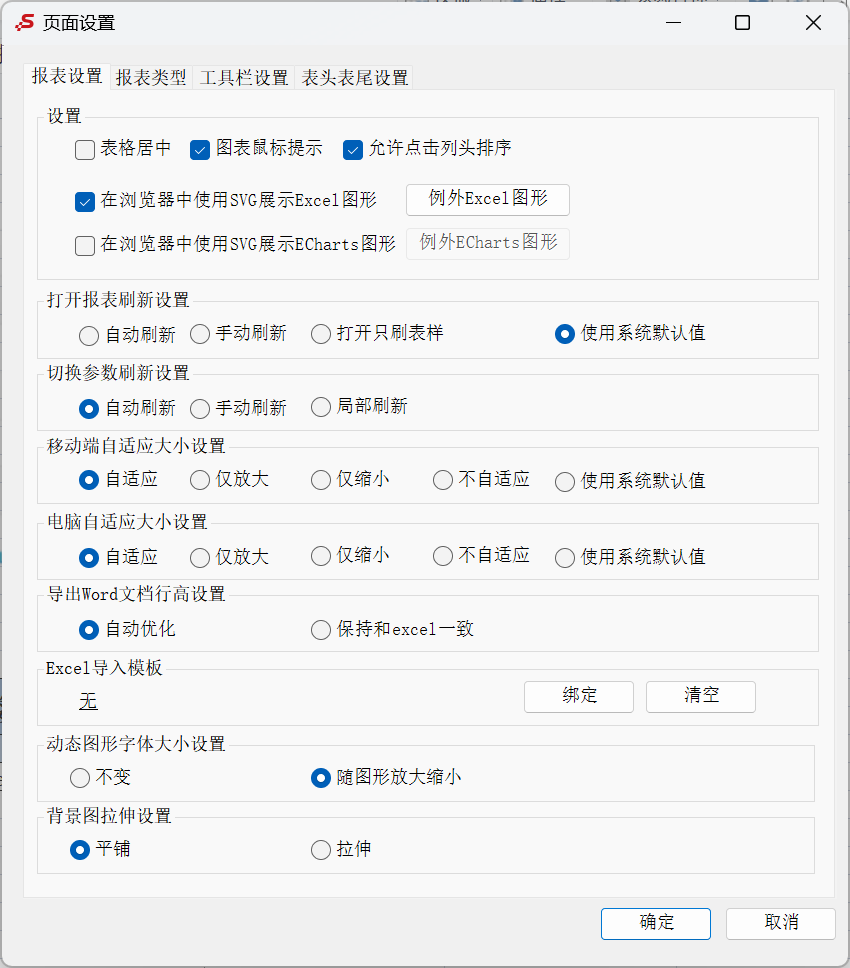 页面设置
报表设置 报表类型 工具栏设置 表头表尾设置
设置
表格居中 图表鼠标提示 允许点击列头排序
在浏览器中使用SVG展示Excel图形 例外Excel图形
在浏览器中使用SVG展示ECharts图形 例外ECharts图形
打开报表刷新设置
自动刷新 手动刷新 打开只刷表样 使用系统默认值
切换参数刷新设置
自动刷新 手动刷新 局部刷新
移动端自适应大小设置
自适应 仅放大 仅缩小 不自适应 使用系统默认值
电脑自适应大小设置
自适应 仅放大 仅缩小 不自适应 使用系统默认值
导出Word文档行高设置
自动优化 保持和excel一致
Excel导入模板
无 绑定 清空
动态图形字体大小设置
不变 随图形放大缩小
背景图拉伸设置
平铺 拉伸
确定 取消